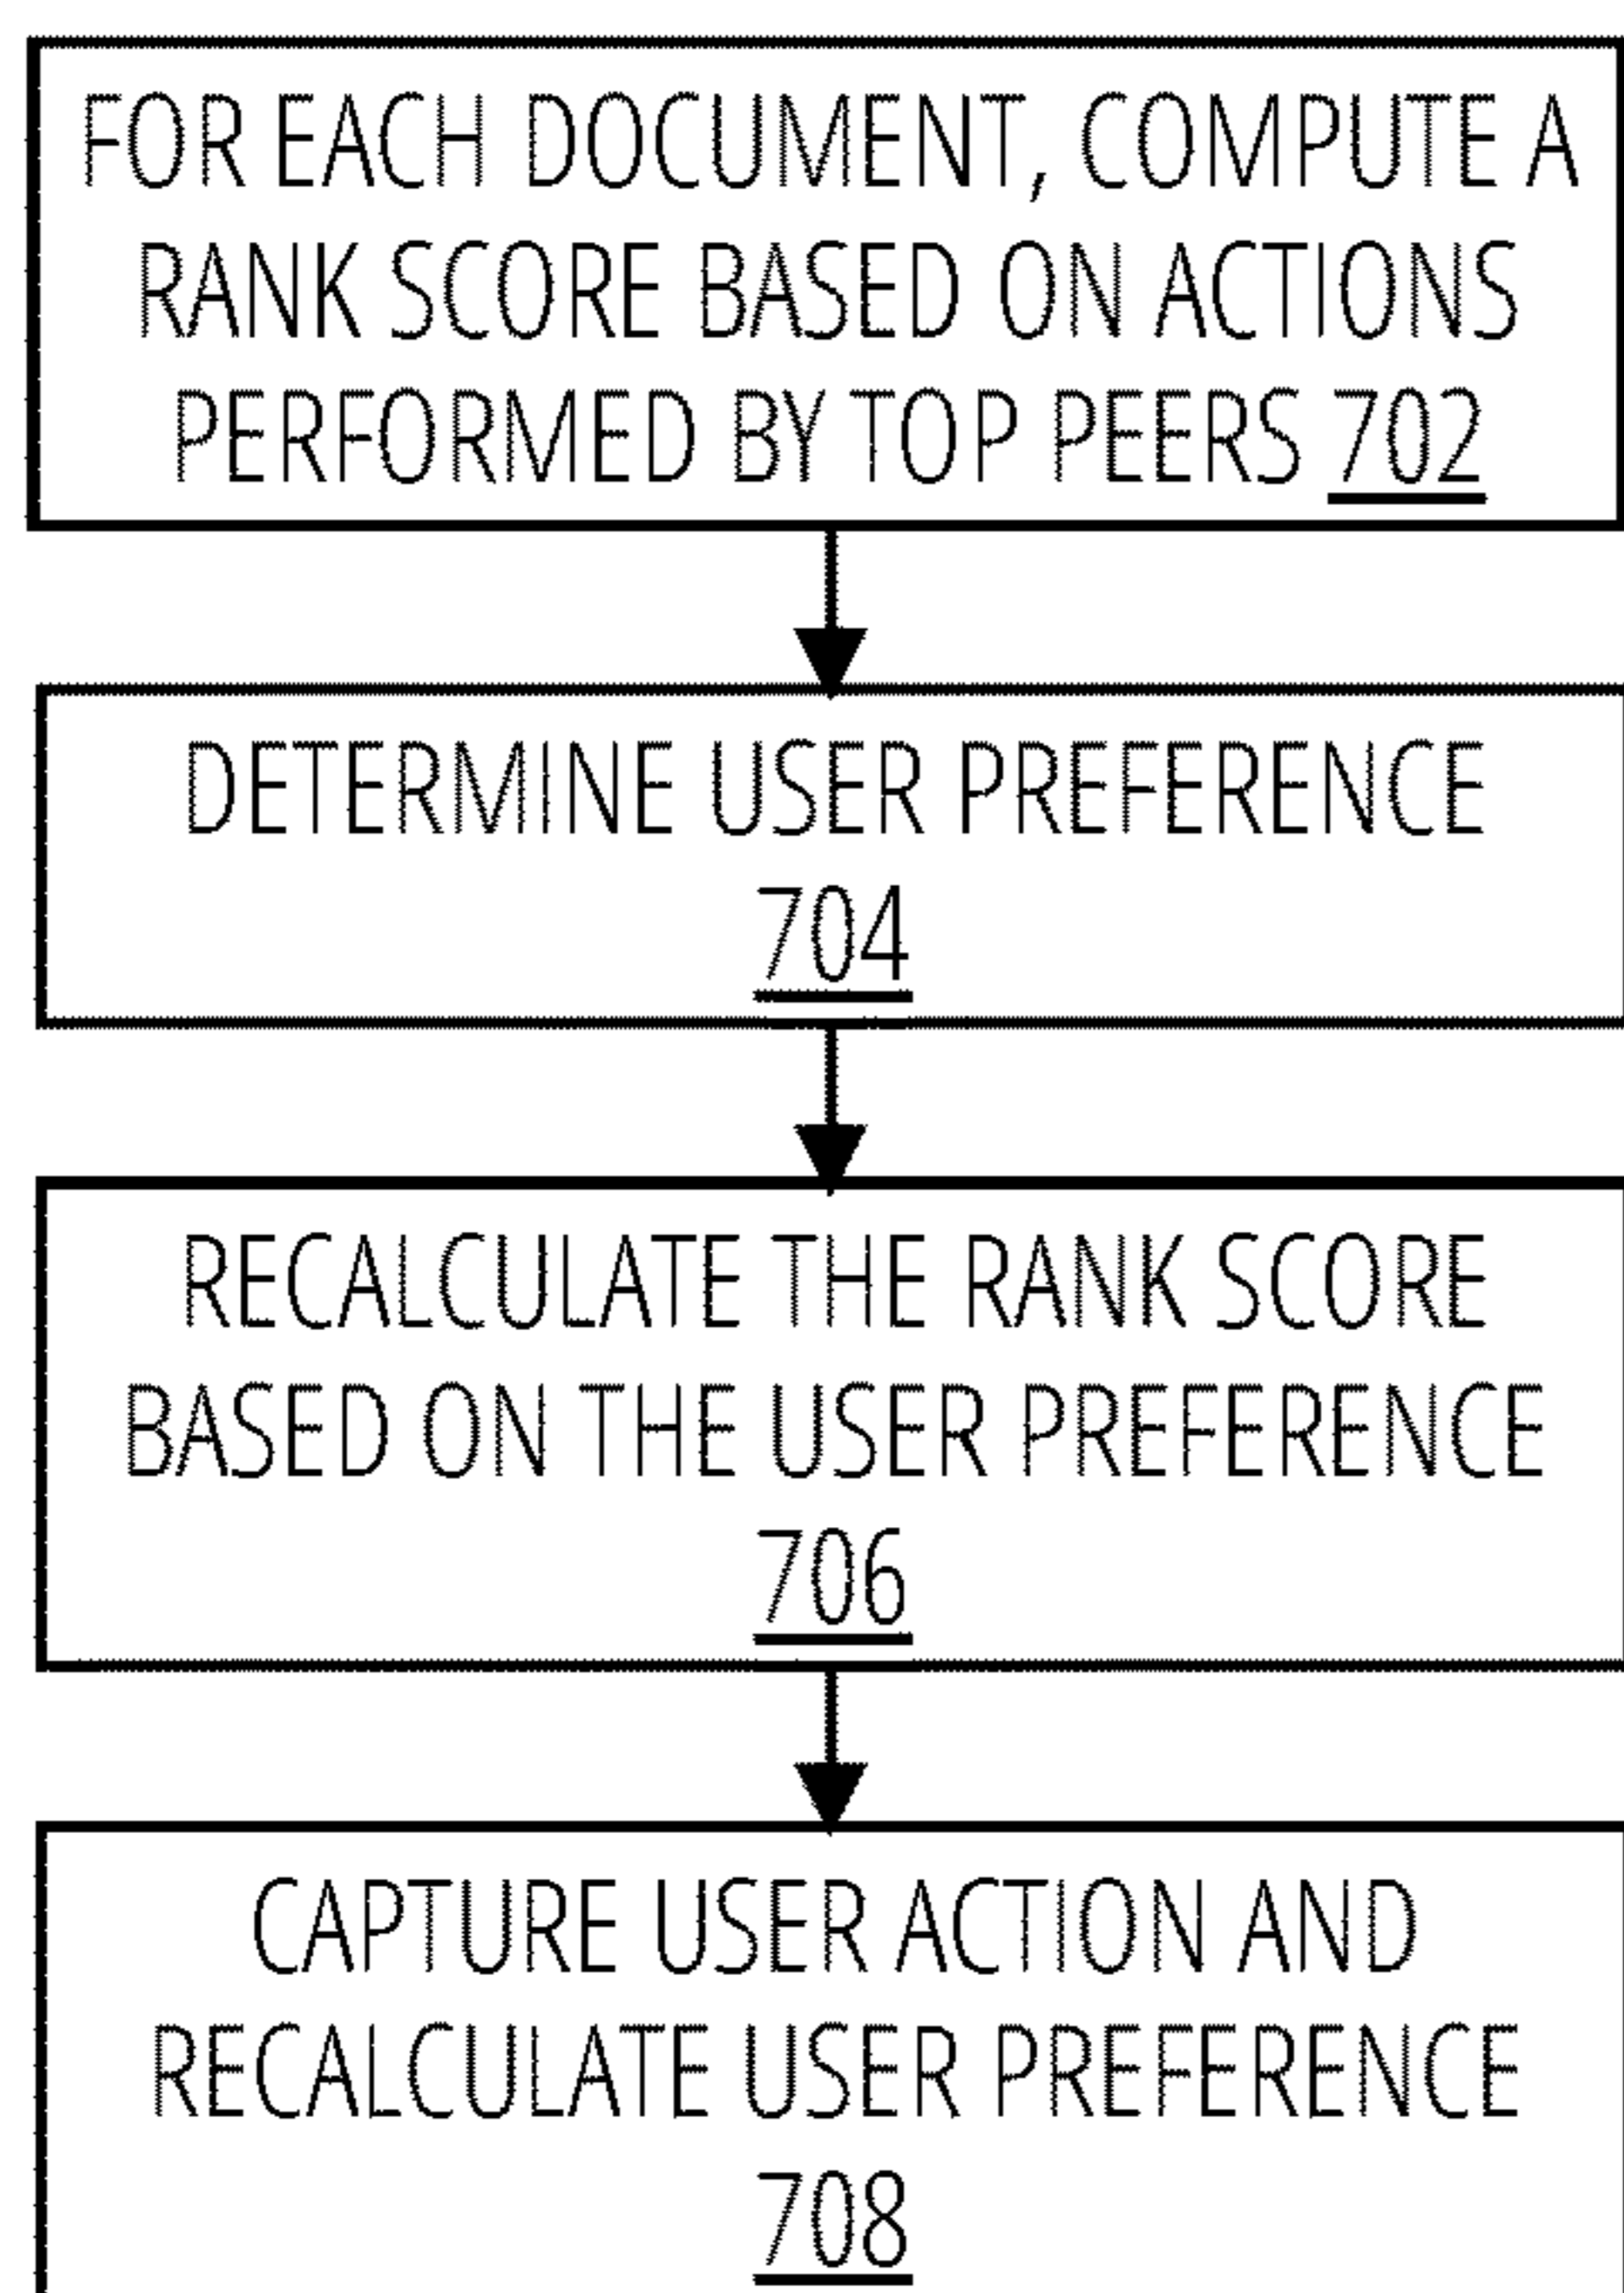 FOR EACH DOCUMENT, COMPUTE A
RANK SCORE BASED ON ACTIONS
PERFORMED BY TOP PEERS 702
DETERMINE USER PREFERENCE
704
RECALCULATE THE RANK SCORE
BASED ON THE USER PREFERENCE
706
CAPTURE USER ACTION AND
RECALCULATE USER PREFERENCE
708